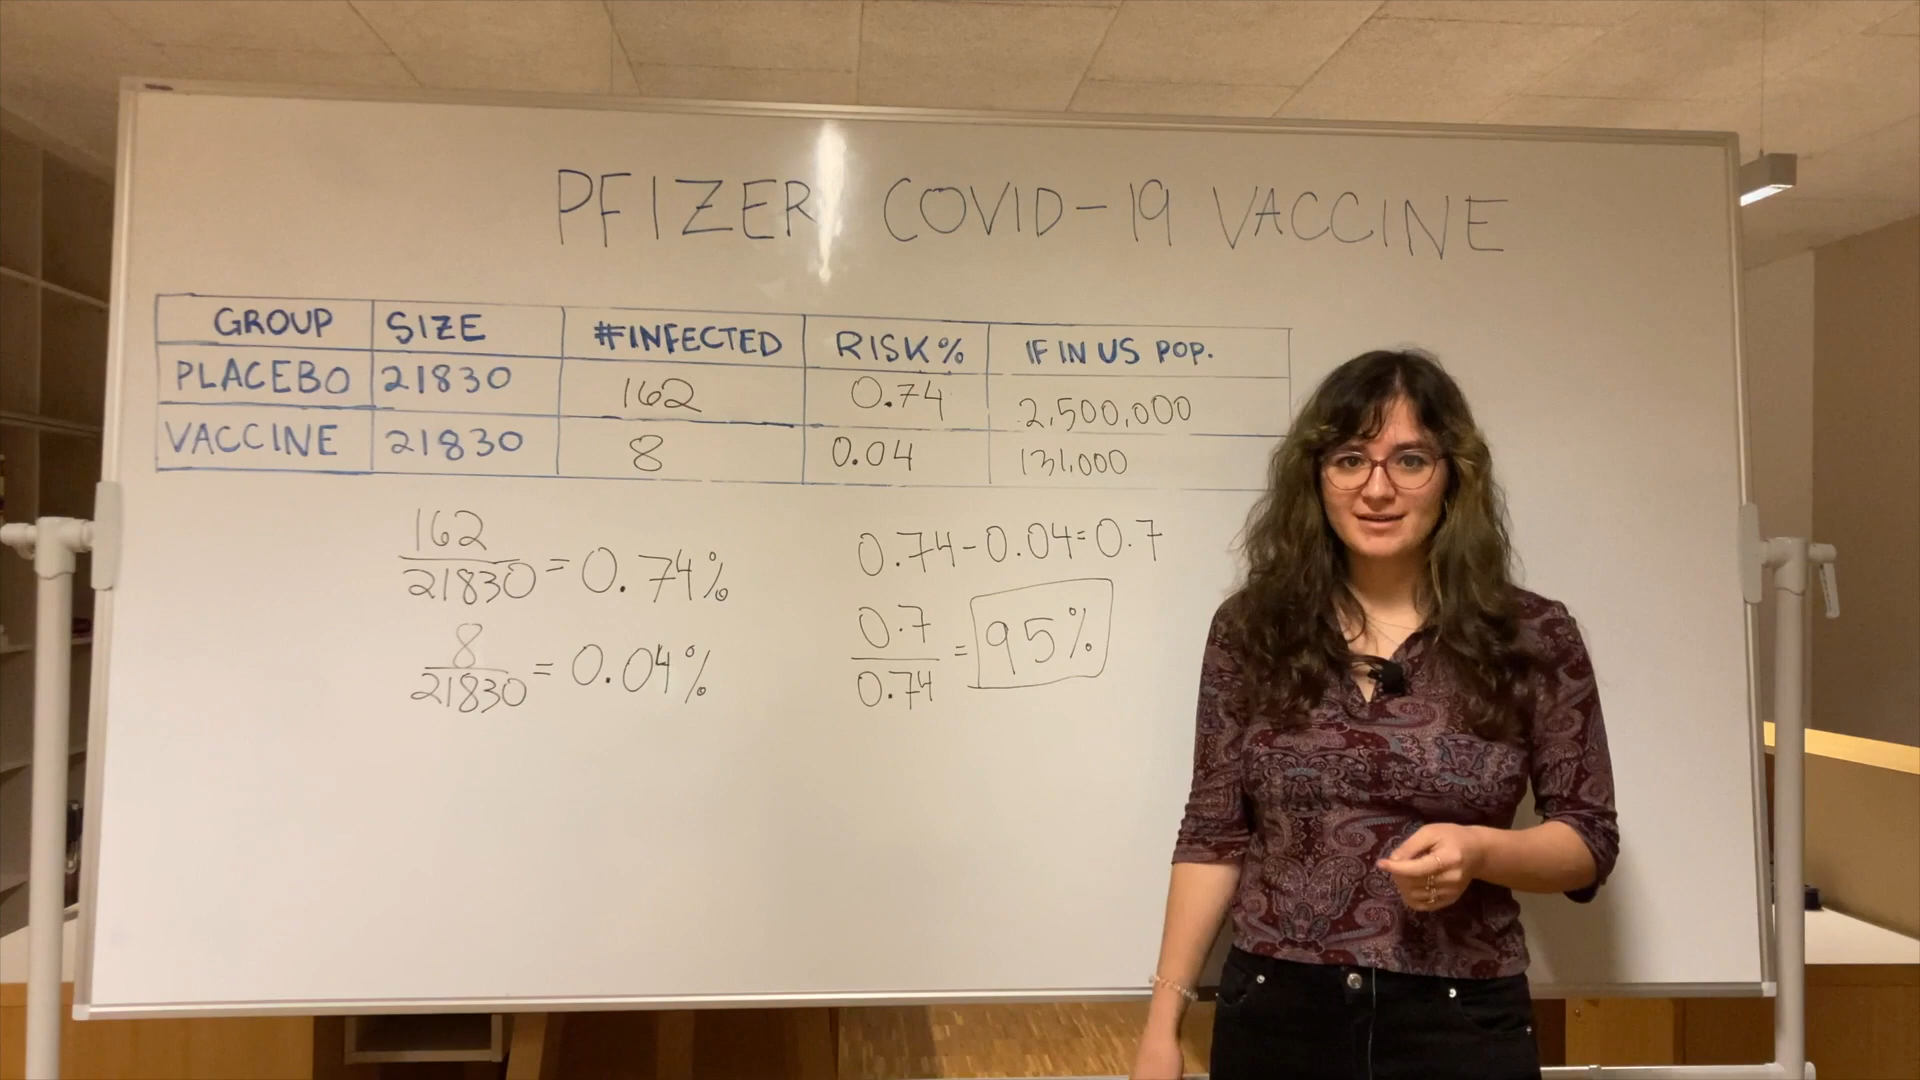 PFIZER COVID-19 VACCINE
GROUP SIZE #INFECTED RISK% IF IN US POP.
PLACEBO 21830 162 0.74 2,500,000
VACCINE 21830 8 0.04 131,000
162
21830 = 0.74%
8
21830 = 0.04%
0.74-0.04=0.7
0.7
0.74 = 95%